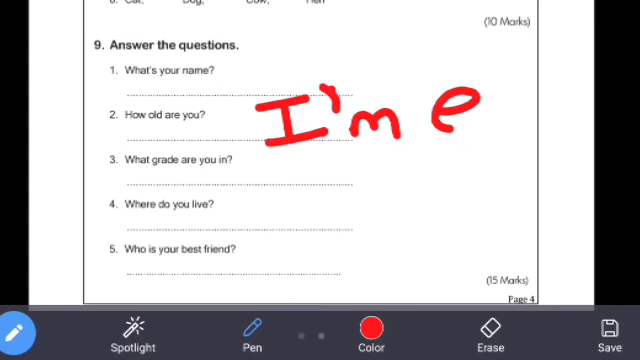 (10 Marks)
9. Answer the questions.
1. What's your name?
2. How old are you?
I'm e
3. What grade are you in?
4. Where do you live?
5. Who is your best friend?
(15 Marks)
Page 4
Spotlight
Pen
Color
Erase
Save